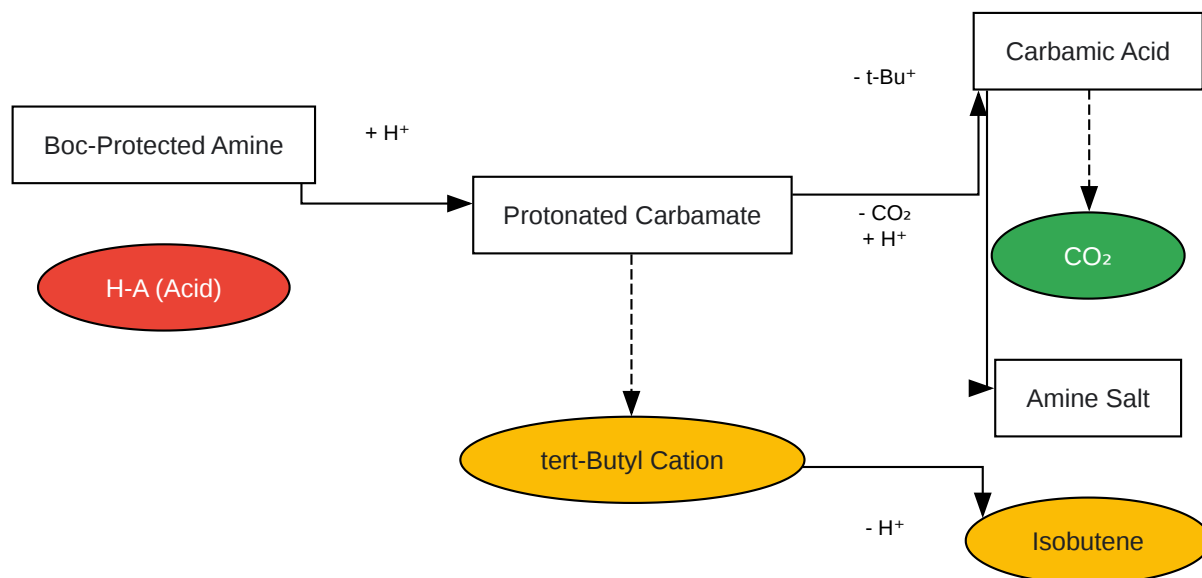 Carbamic Acid
- t-Bu⁺
+ H⁺
Boc-Protected Amine
Protonated Carbamate
- CO₂
+ H⁺
CO₂
H-A (Acid)
Amine Salt
tert-Butyl Cation
- H⁺
Isobutene